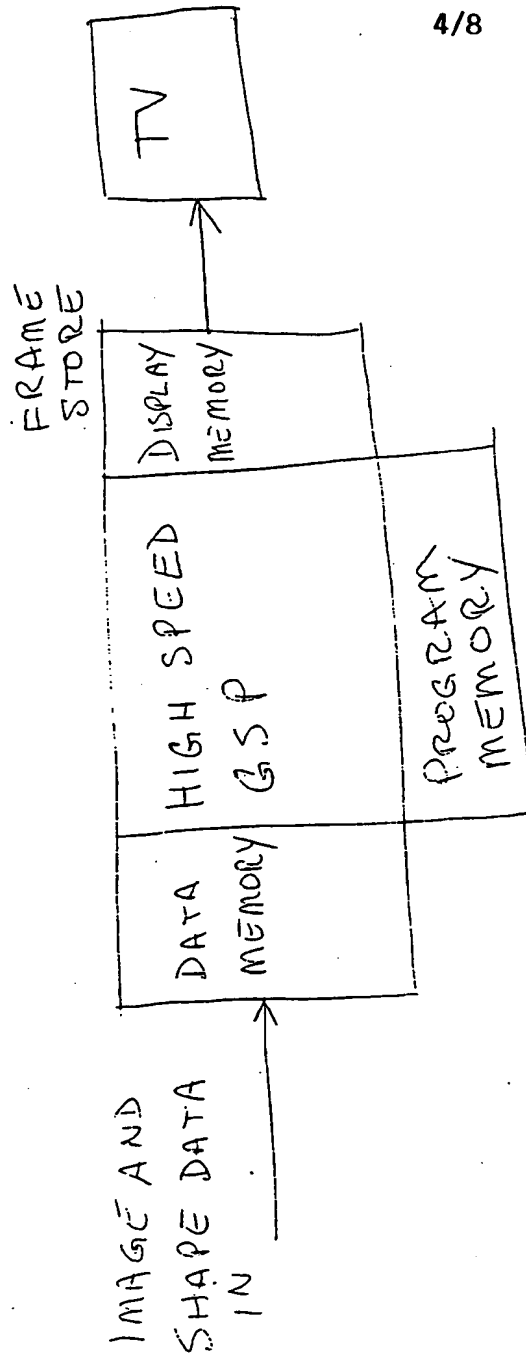 4/8
IMAGE AND
SHAPE DATA
IN
DATA
MEMORY
HIGH SPEED
GSP
PROGRAM
MEMORY
FRAME
STORE
DISPLAY
MEMORY
TV